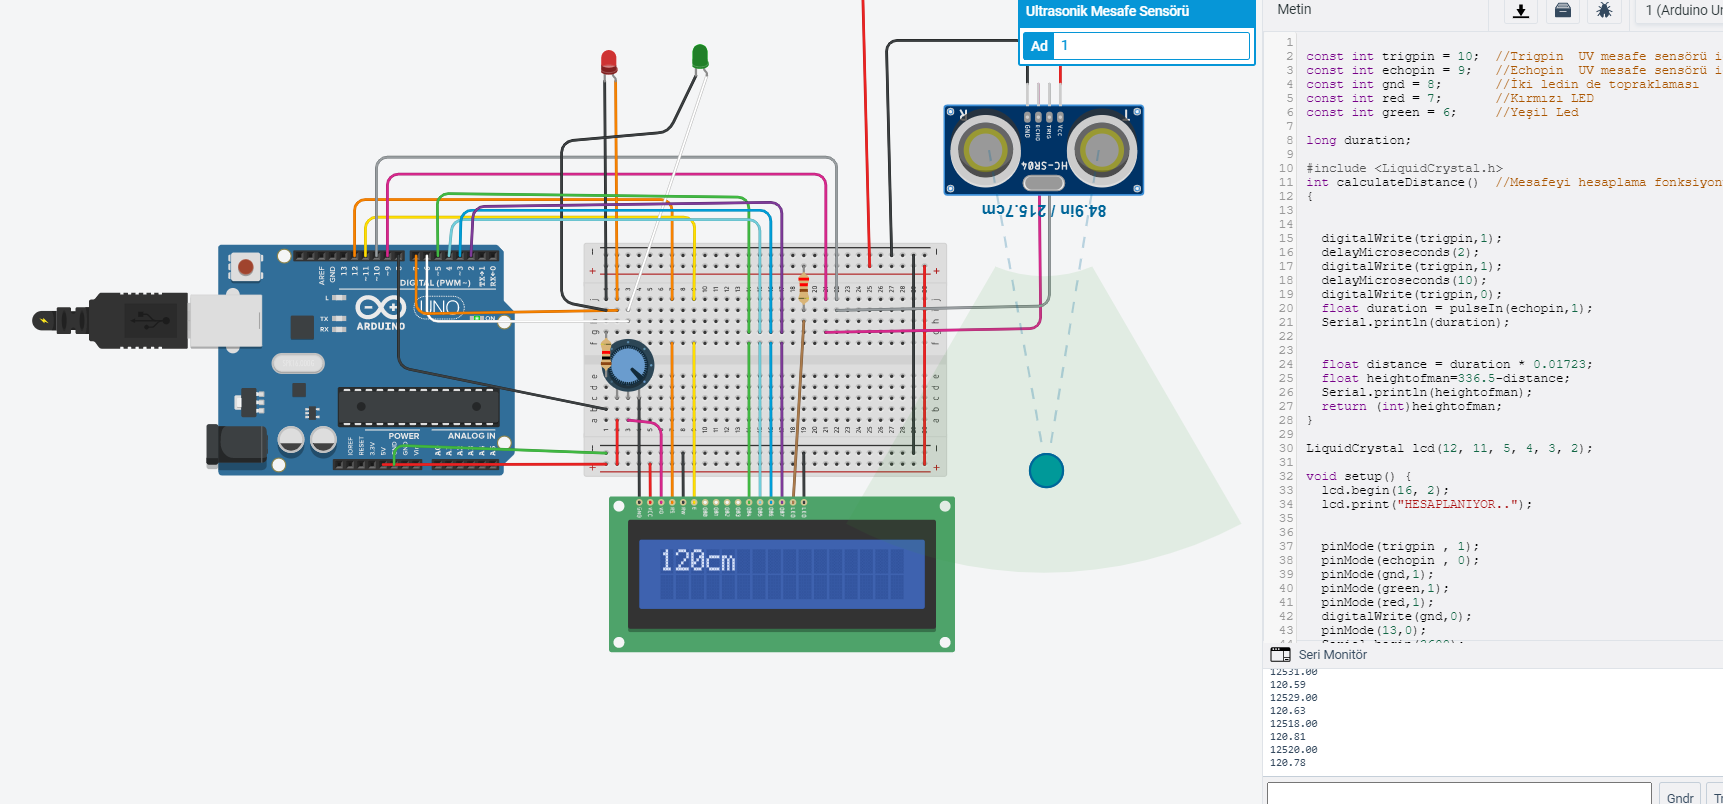 Ultrasonik Mesafe Sensörü
Ad 1
Metin
1 (Arduino Un
1
2 const int trigpin = 10; //Trigpin UV mesafe sensörü i
3 const int echopin = 9; //Echopin UV mesafe sensörü i
4 const int gnd = 8; //İki ledin de topraklaması
5 const int red = 7; //Kırmızı LED
6 const int green = 6; //Yeşil Led
7
8 long duration;
9
10 #include <LiquidCrystal.h>
11 int calculateDistance() //Mesafeyi hesaplama fonksiyon
12 {
13
14
15 digitalWrite(trigpin,1);
16 delayMicroseconds(2);
17 digitalWrite(trigpin,1);
18 delayMicroseconds(10);
19 digitalWrite(trigpin,0);
20 float duration = pulseIn(echopin,1);
21 Serial.println(duration);
22
23
24 float distance = duration * 0.01723;
25 float heightofman=336.5-distance;
26 Serial.println(heightofman);
27 return (int)heightofman;
28 }
29
30 LiquidCrystal lcd(12, 11, 5, 4, 3, 2);
31
32 void setup() {
33 lcd.begin(16, 2);
34 lcd.print("HESAPLANIYOR..");
35
36
37 pinMode(trigpin , 1);
38 pinMode(echopin , 0);
39 pinMode(gnd,1);
40 pinMode(green,1);
41 pinMode(red,1);
42 digitalWrite(gnd,0);
43 pinMode(13,0);
Seri Monitör
12531.00
120.59
12529.00
120.63
12518.00
120.81
12520.00
120.78
Gndr
R
T
GND
ECHO
TRIG
VCC
HC-SR04
84.9in / 215.7cm
AREF
GND
13
12
~11
~10
~9
~5
4
~3
2
TX→1
RX←0
DIGITAL (PWM~)
L
TX
RX
ARDUINO
UNO
ON
IOREF
RESET
3.3V
5V
GND
GND
Vin
POWER
ANALOG IN
120cm